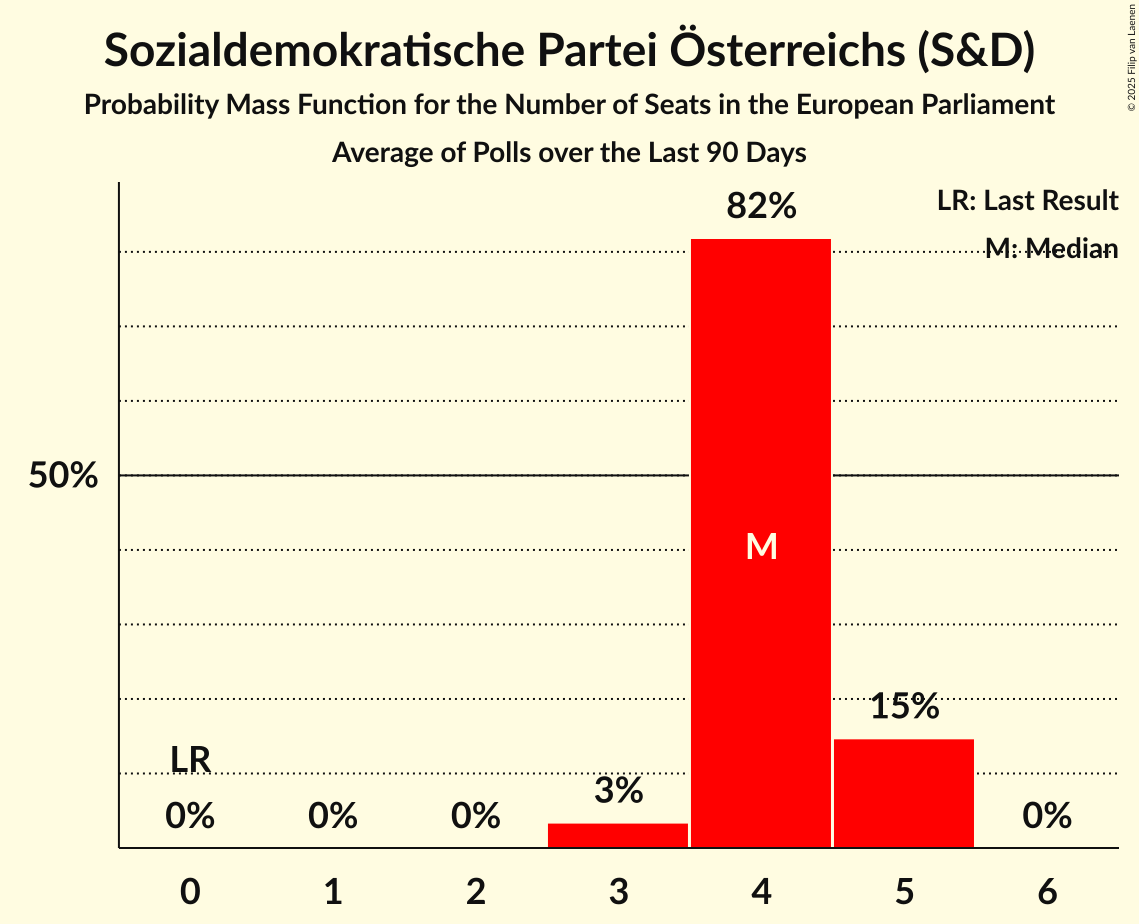 Sozialdemokratische Partei Österreichs (S&D)
Probability Mass Function for the Number of Seats in the European Parliament
Average of Polls over the Last 90 Days
© 2025 Filip van Laenen
LR: Last Result
M: Median
82%
50%
M
15%
LR
3%
0% 0% 0% 0%
0 1 2 3 4 5 6